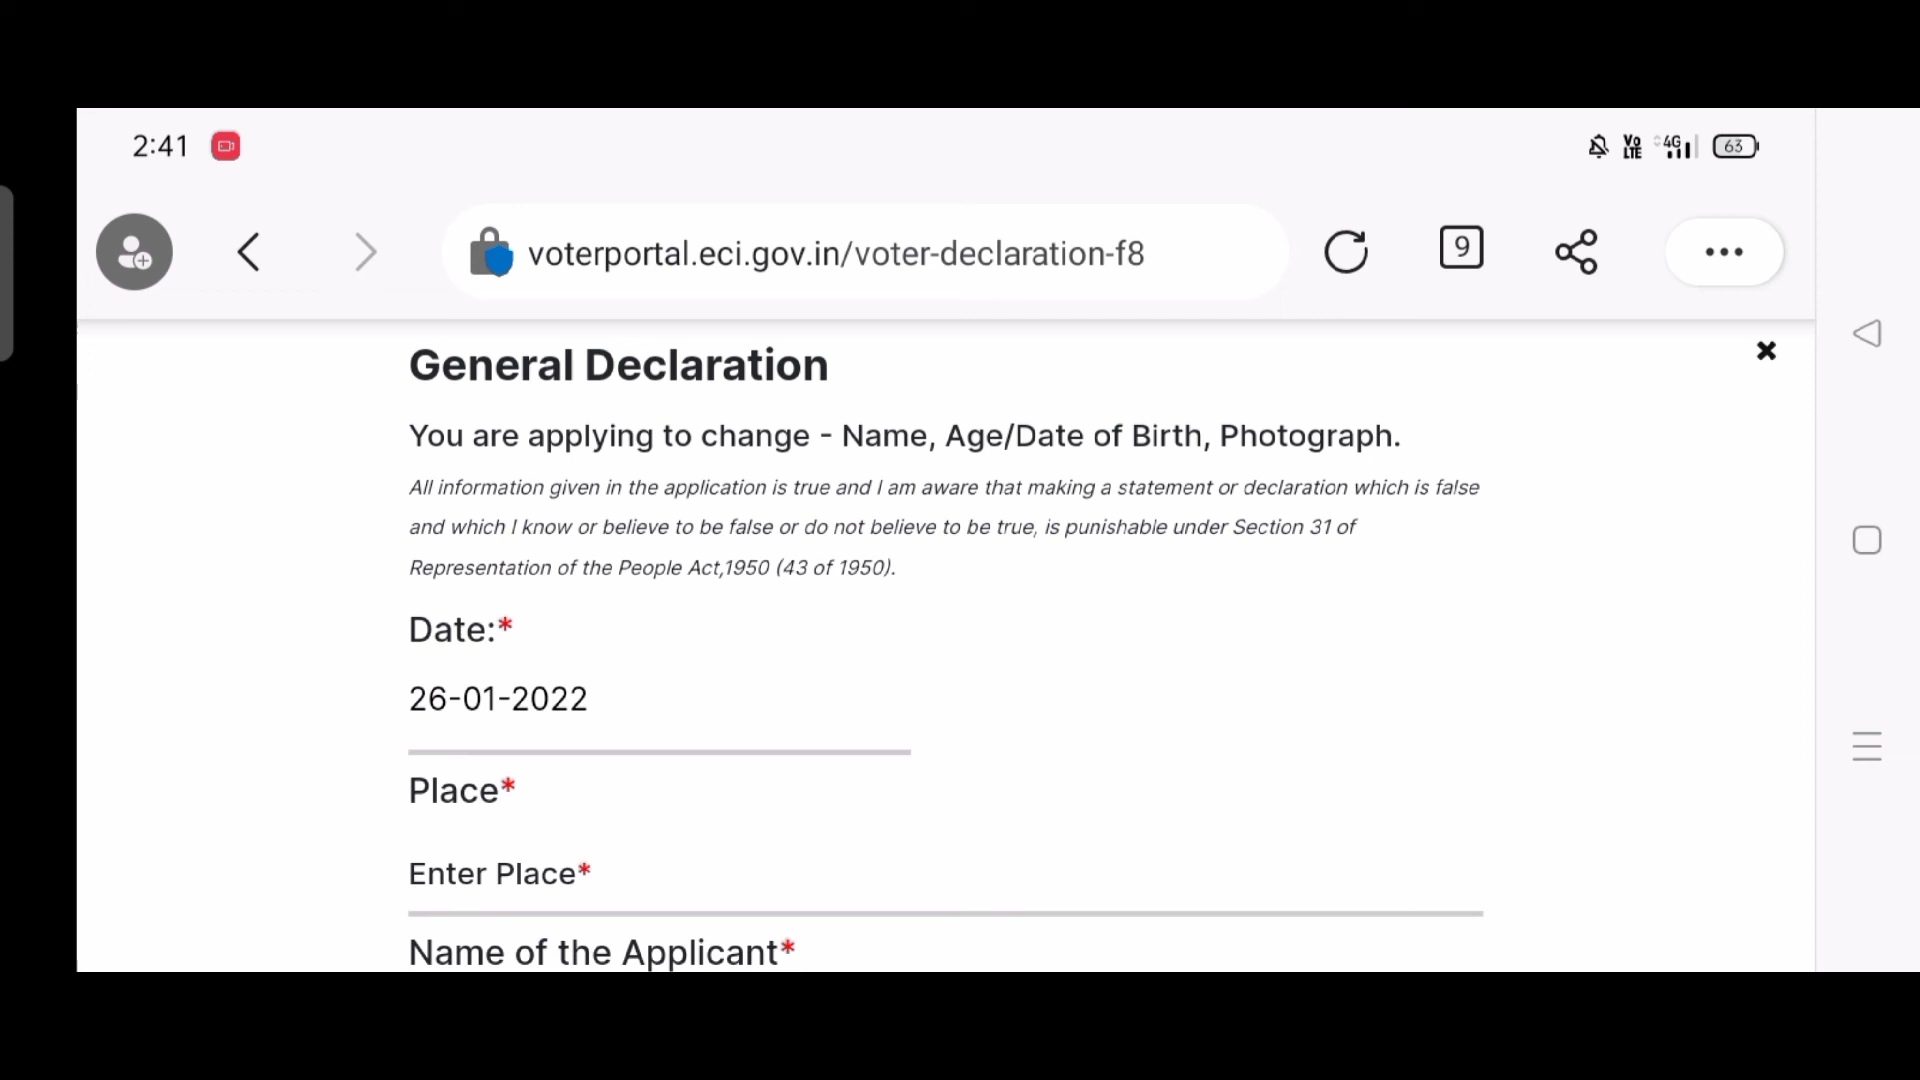 2:41
Vo LTE 4G 63
voterportal.eci.gov.in/voter-declaration-f8
9
General Declaration
You are applying to change - Name, Age/Date of Birth, Photograph.
All information given in the application is true and I am aware that making a statement or declaration which is false
and which I know or believe to be false or do not believe to be true, is punishable under Section 31 of
Representation of the People Act,1950 (43 of 1950).
Date:*
26-01-2022
Place*
Enter Place*
Name of the Applicant*